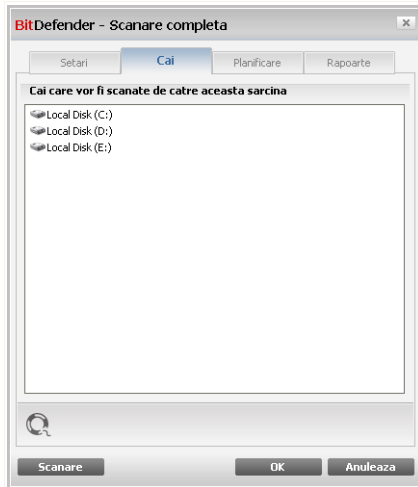 BitDefender - Scanare completa
Setari
Cai
Planificare
Rapoarte
Cai care vor fi scanate de catre aceasta sarcina
Local Disk (C:)
Local Disk (D:)
Local Disk (E:)
Scanare
OK
Anuleaza